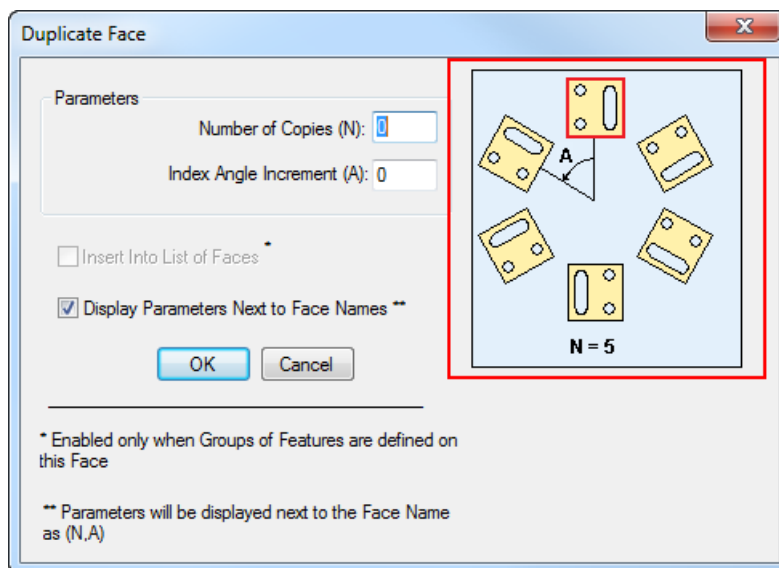 Duplicate Face
Parameters
Number of Copies (N): 0
Index Angle Increment (A): 0
Insert Into List of Faces *
Display Parameters Next to Face Names **
OK Cancel
* Enabled only when Groups of Features are defined on
this Face
** Parameters will be displayed next to the Face Name
as (N,A)
A
N = 5